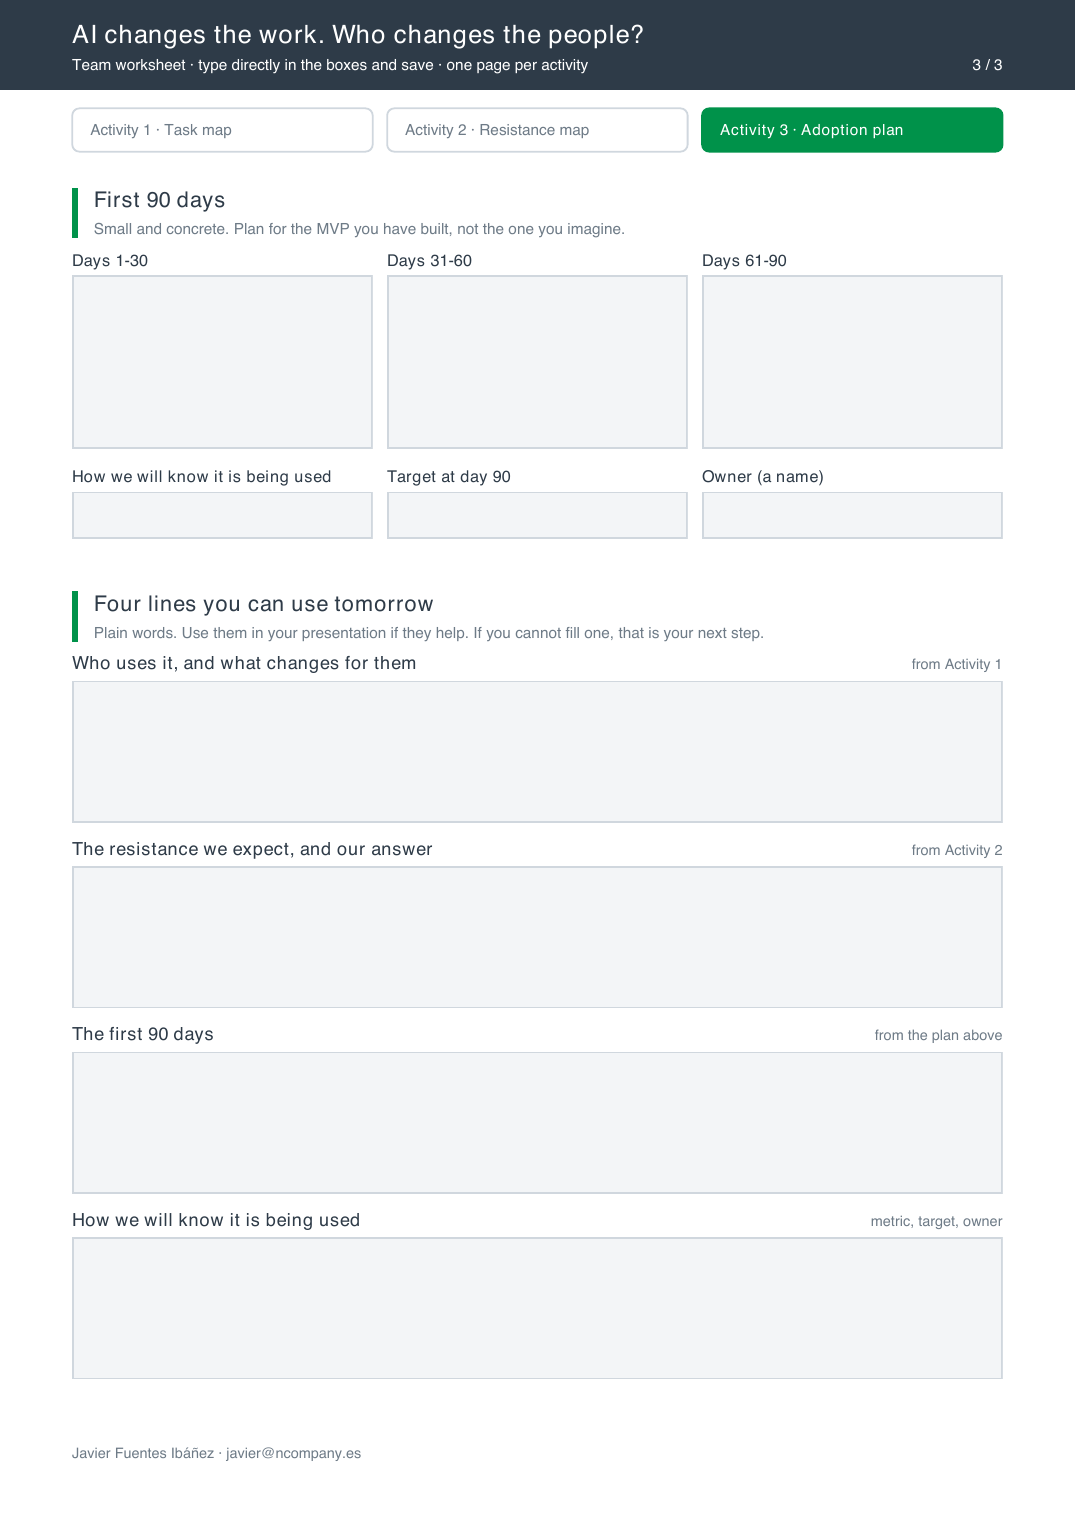 AI changes the work. Who changes the people?
Team worksheet · type directly in the boxes and save · one page per activity
3 / 3
Activity 1 · Task map
Activity 2 · Resistance map
Activity 3 · Adoption plan
First 90 days
Small and concrete. Plan for the MVP you have built, not the one you imagine.
Days 1-30
Days 31-60
Days 61-90
How we will know it is being used
Target at day 90
Owner (a name)
Four lines you can use tomorrow
Plain words. Use them in your presentation if they help. If you cannot fill one, that is your next step.
Who uses it, and what changes for them
from Activity 1
The resistance we expect, and our answer
from Activity 2
The first 90 days
from the plan above
How we will know it is being used
metric, target, owner
Javier Fuentes Ibáñez · javier@ncompany.es